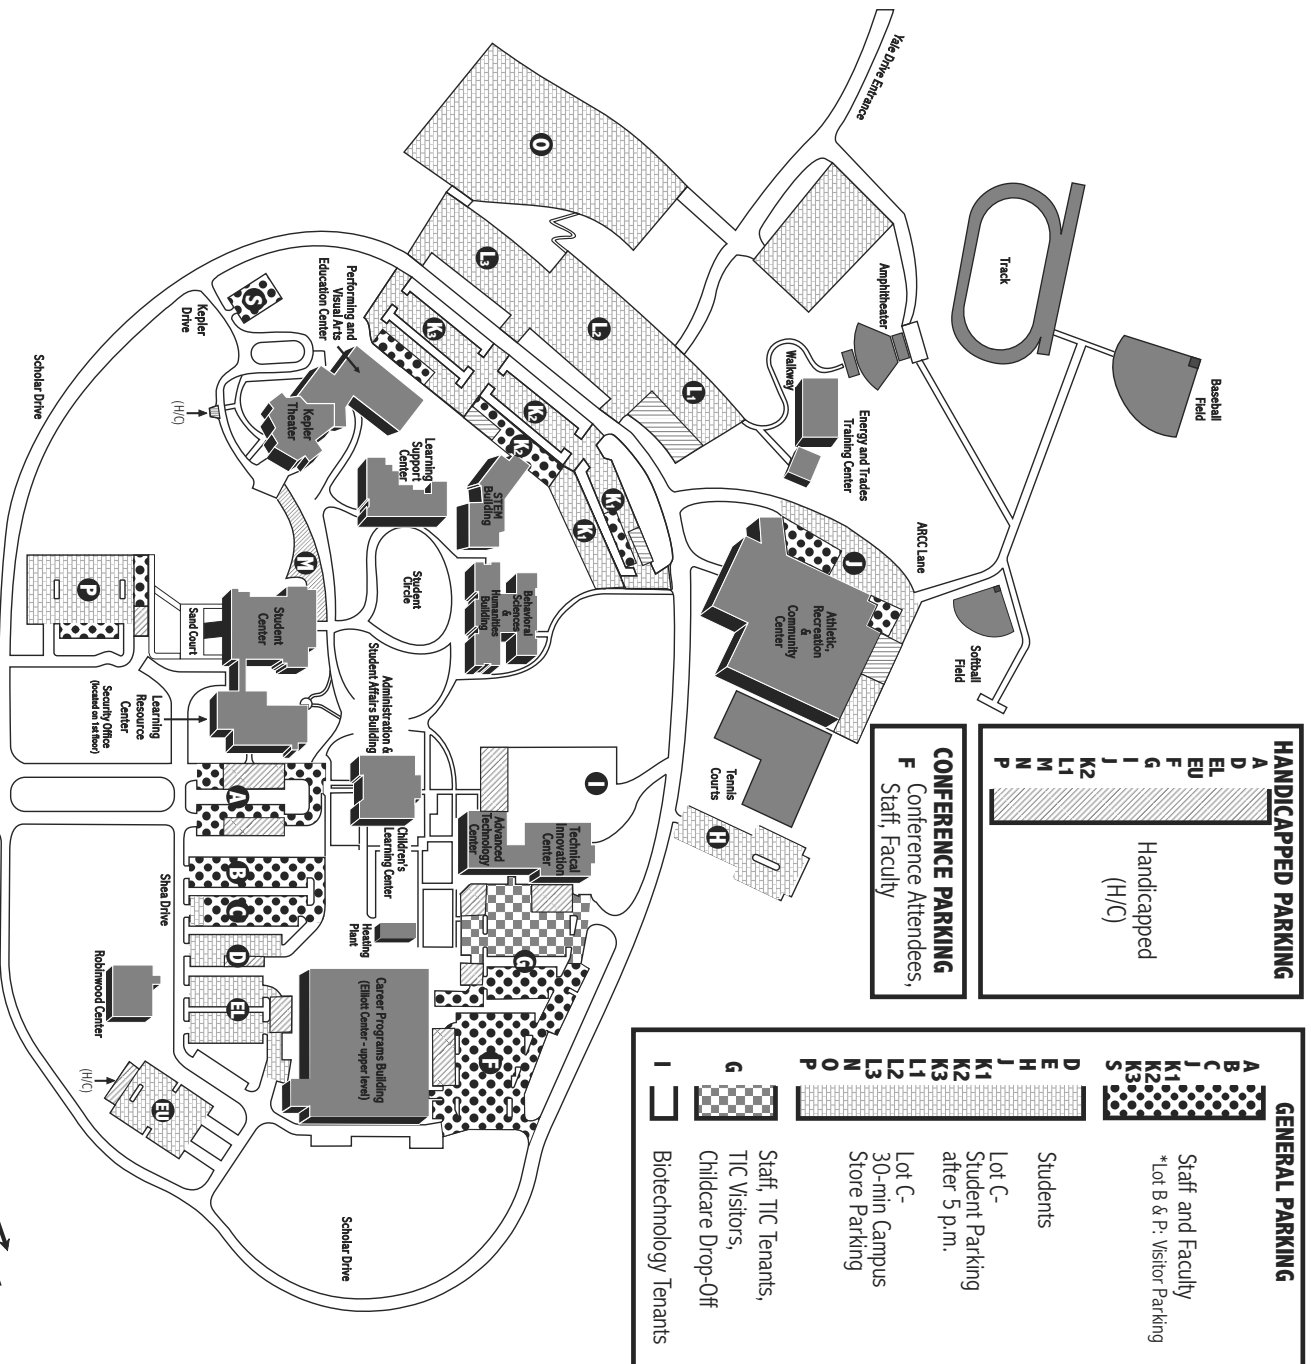 Yale Drive Entrance
Track
Baseball
Field
Amphitheater
Walkway
Energy and Trades
Training Center
ARCC Lane
Softball
Field
O
L3
L2
L1
K3
K2
K2
K1
K1
J
Athletic,
Recreation
&
Community
Center
Tennis
Courts
H
S
Kepler
Drive
Scholar Drive
(H/C)
Performing and
Visual Arts
Education Center
Kepler
Theater
Learning
Support
Center
STEM
Building
Behavioral
Sciences
&
Humanities
Building
Student
Circle
M
P
Sand Court
Student
Center
Learning
Resource
Center
Security Office
(located on 1st floor)
Administration &
Student Affairs Building
I
Technical
Innovation
Center
Advanced
Technology
Center
Children's
Learning Center
Heating
Plant
A
B
C
D
EL
G
F
Shea Drive
Robinwood Center
Career Programs Building
(Elliott Center - upper level)
(H/C)
EU
Scholar Drive
HANDICAPPED PARKING
A
D
EL
EU
F
G
I
J
K2
L1
M
N
P
Handicapped
(H/C)
CONFERENCE PARKING
F Conference Attendees,
Staff, Faculty
GENERAL PARKING
A
B
C
J
K1
K2
K3
S
Staff and Faculty
*Lot B & P: Visitor Parking
D
E
H
J
K1
K2
K3
L1
L2
L3
N
O
P
Students
Lot C-
Student Parking
after 5 p.m.
Lot C-
30-min Campus
Store Parking
G
Staff, TIC Tenants,
TIC Visitors,
Childcare Drop-Off
I
Biotechnology Tenants